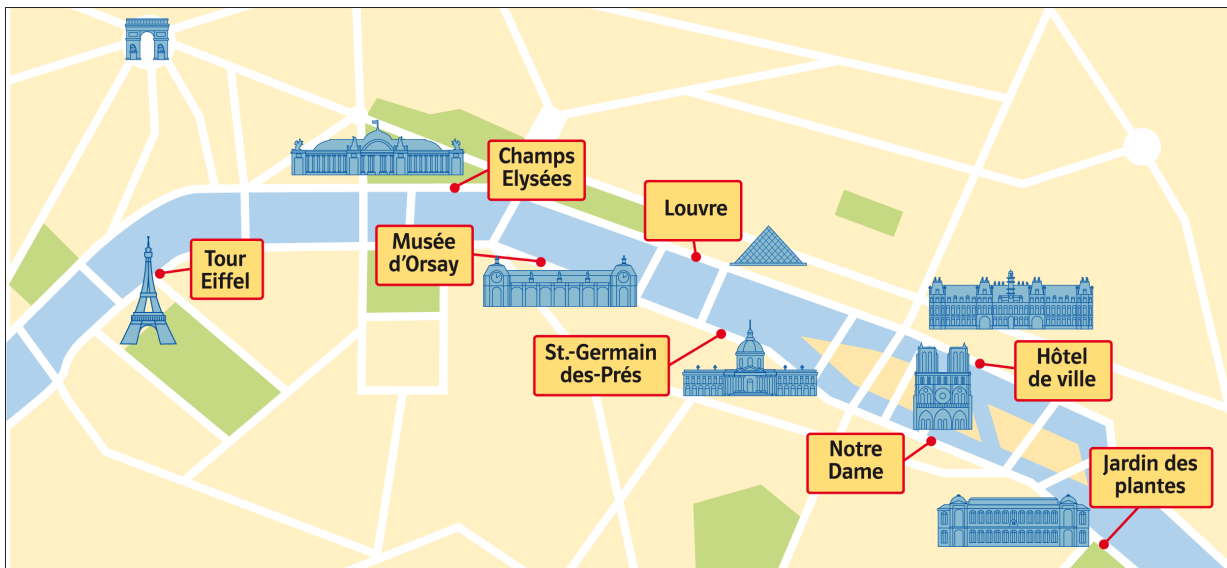 Champs
Elysées
Louvre
Musée
d'Orsay
Tour
Eiffel
St.-Germain
des-Prés
Hôtel
de ville
Notre
Dame
Jardin des
plantes